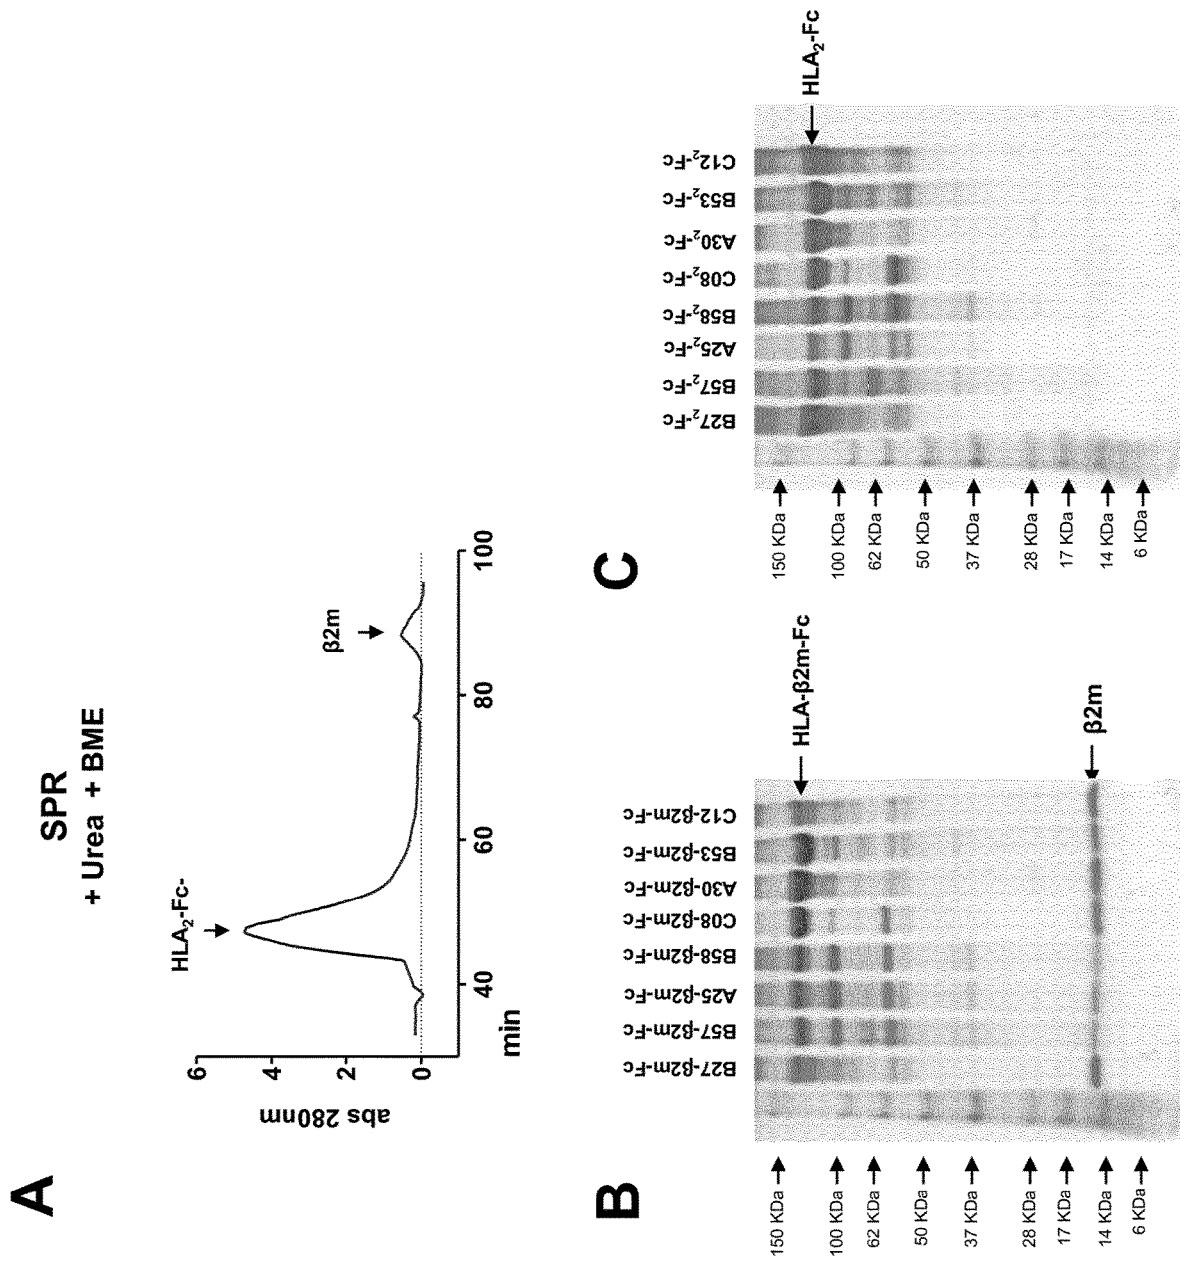 A
SPR
+ Urea + BME
HLA2-Fc-
β2m
6
4
2
0
abs 280nm
40
60
80
100
min
B
B27-β2m-Fc
B57-β2m-Fc
A25-β2m-Fc
B58-β2m-Fc
C08-β2m-Fc
A30-β2m-Fc
B53-β2m-Fc
C12-β2m-Fc
150 KDa
100 KDa
62 KDa
50 KDa
37 KDa
28 KDa
17 KDa
14 KDa
6 KDa
HLA-β2m-Fc
β2m
C
B272-Fc
B572-Fc
A252-Fc
B582-Fc
C082-Fc
A302-Fc
B532-Fc
C122-Fc
150 KDa
100 KDa
62 KDa
50 KDa
37 KDa
28 KDa
17 KDa
14 KDa
6 KDa
HLA2-Fc